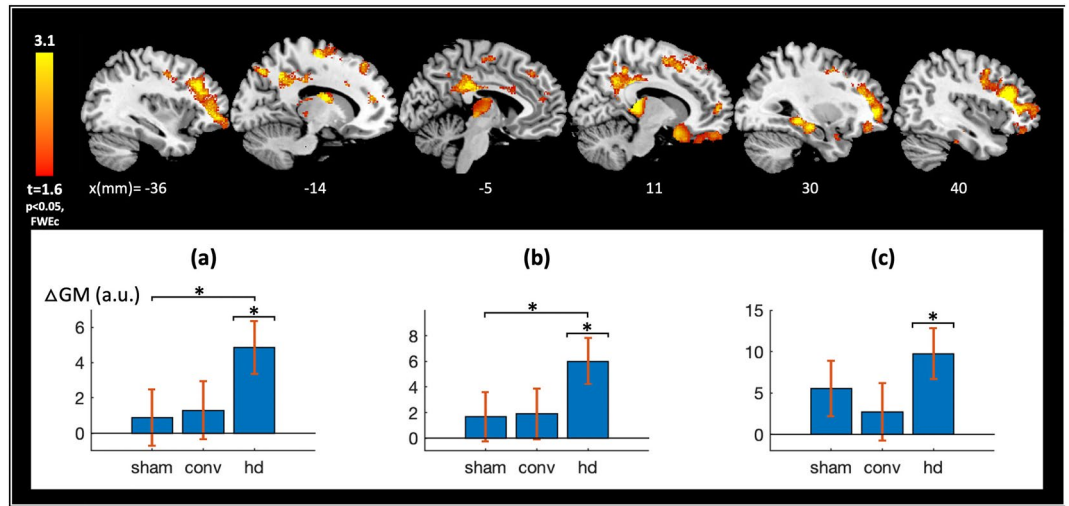 3.1
t=1.6
p<0.05,
FWEc
x(mm)= -36 -14 -5 11 30 40
(a) (b) (c)
△GM (a.u.)
* * * * *
6
4
2
0
sham conv hd
8
6
4
2
0
sham conv hd
15
10
5
0
sham conv hd